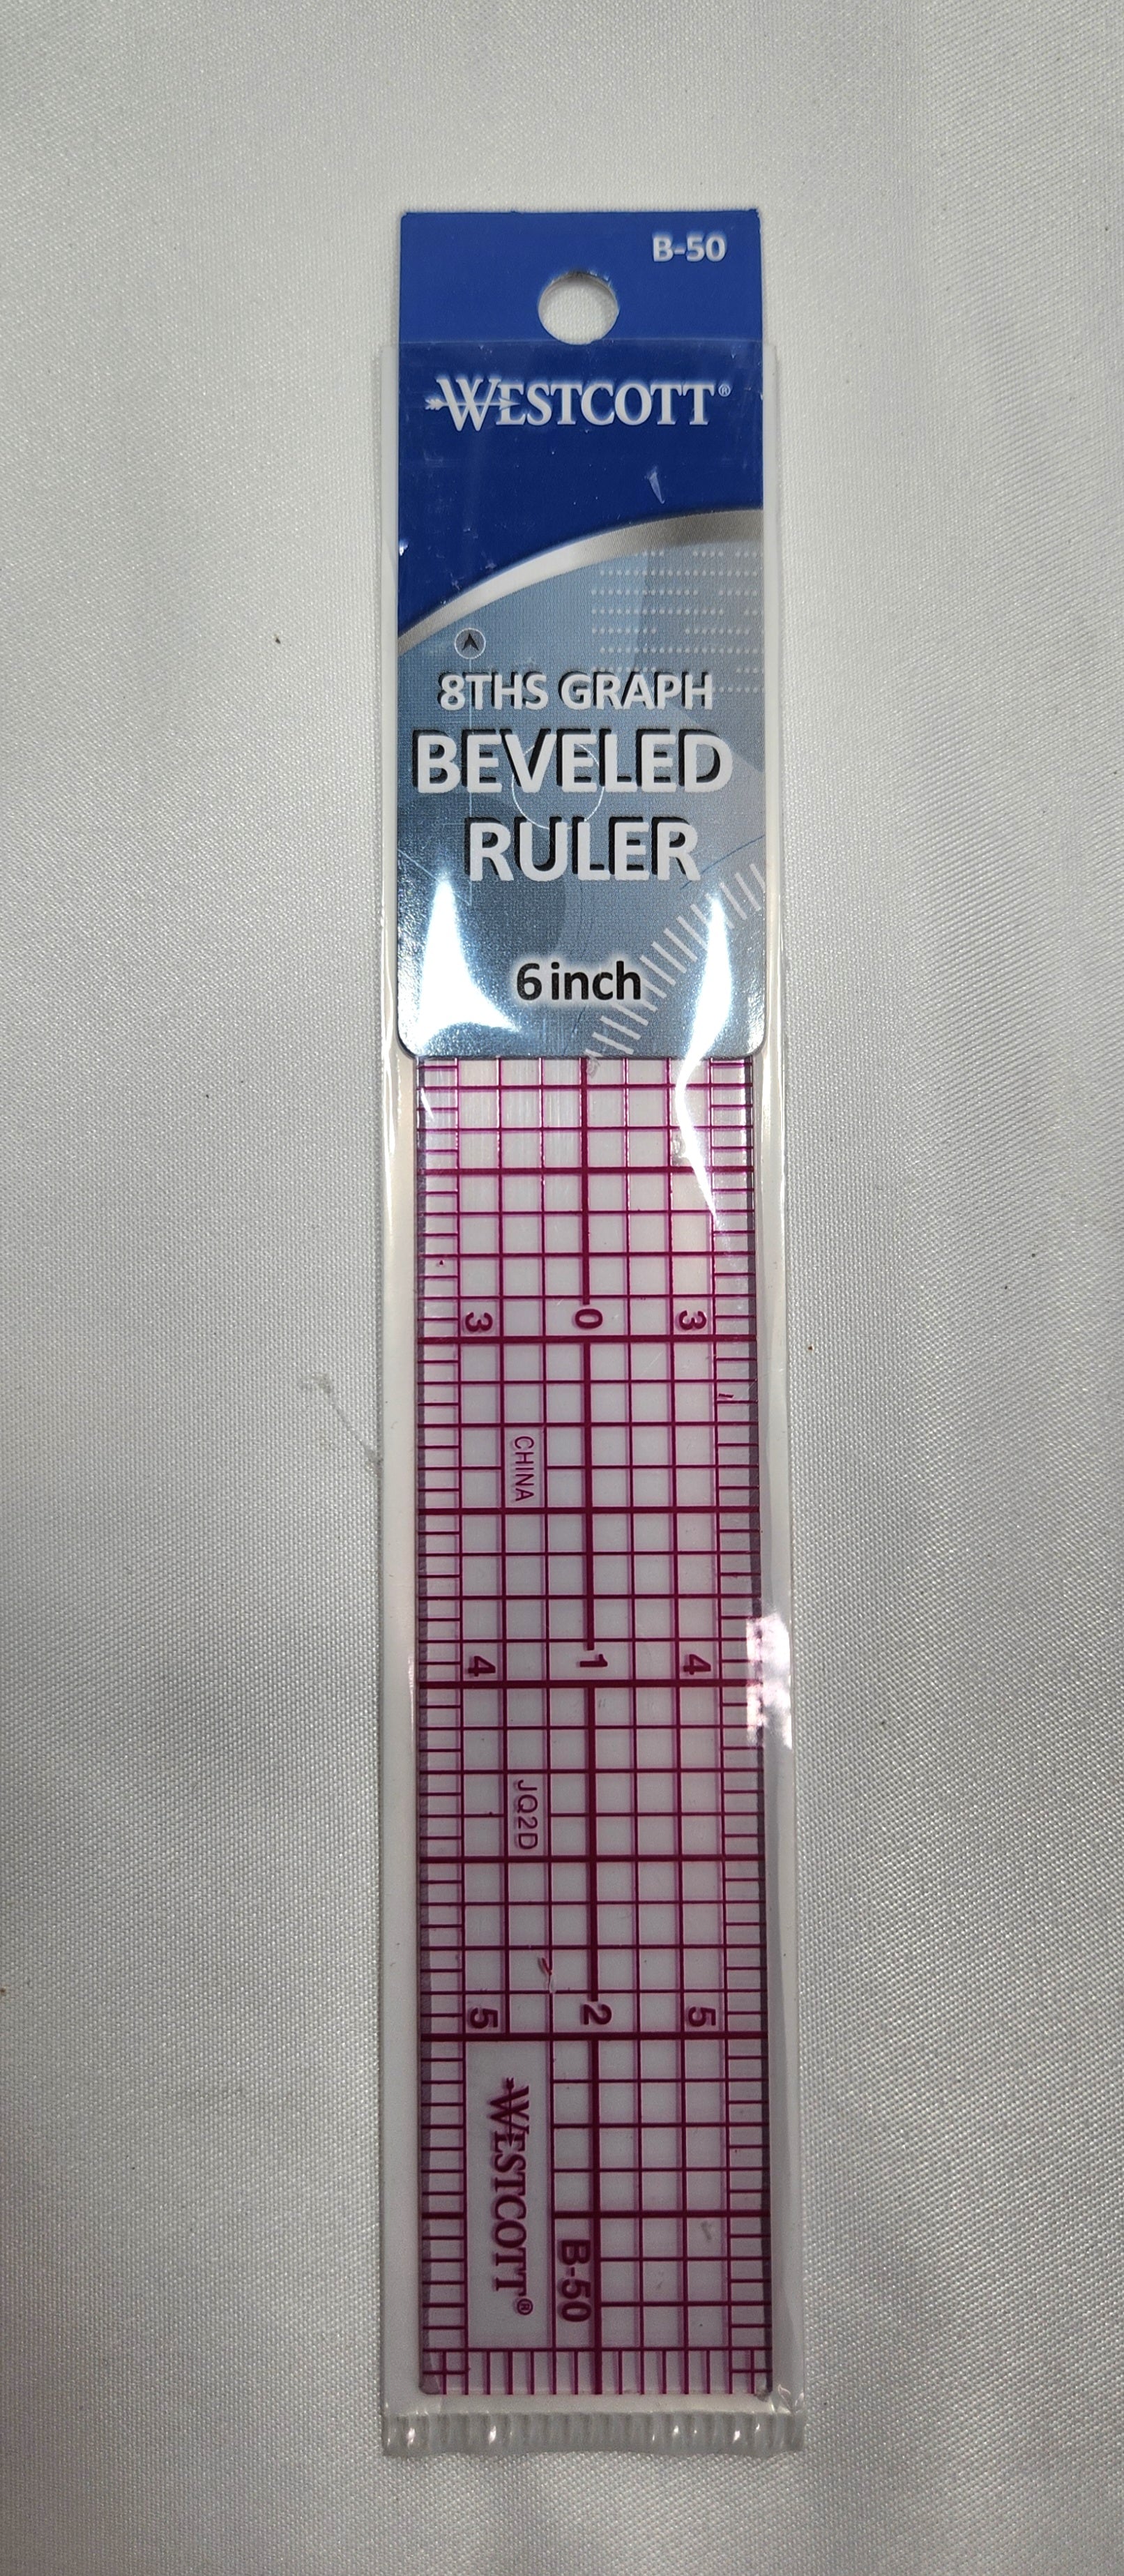 B-50
WESTCOTT®
8THS GRAPH
BEVELED
RULER
6 inch
3 0 3
CHINA
4 1 4
JQ2D
5 2 5
WESTCOTT®
B-50